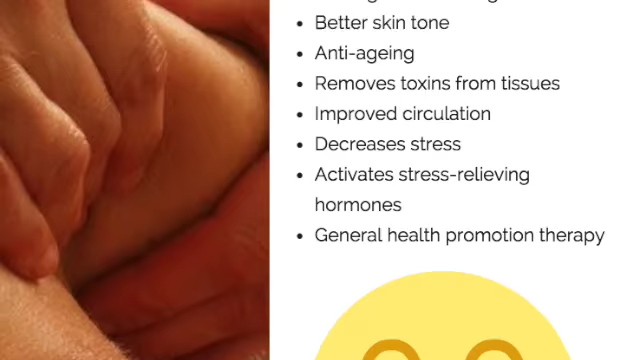 • Better skin tone
• Anti-ageing
• Removes toxins from tissues
• Improved circulation
• Decreases stress
• Activates stress-relieving
hormones
• General health promotion therapy